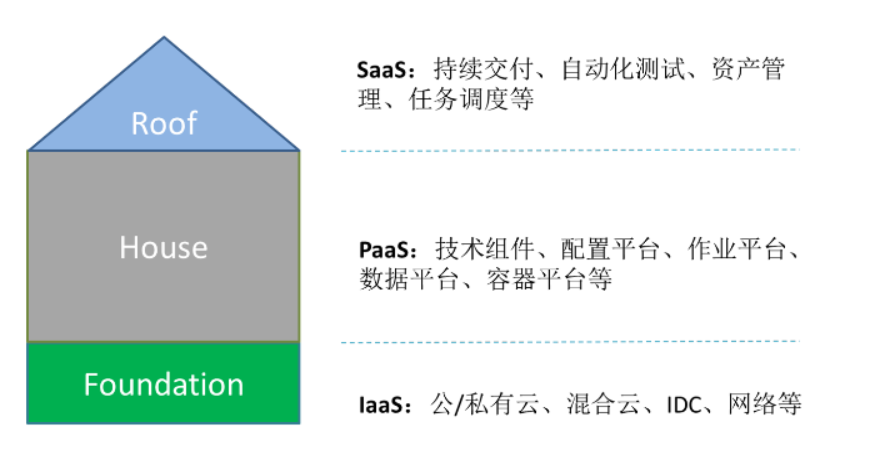 SaaS：持续交付、自动化测试、资产管
理、任务调度等
Roof
House
PaaS：技术组件、配置平台、作业平台、
数据平台、容器平台等
Foundation
IaaS：公/私有云、混合云、IDC、网络等